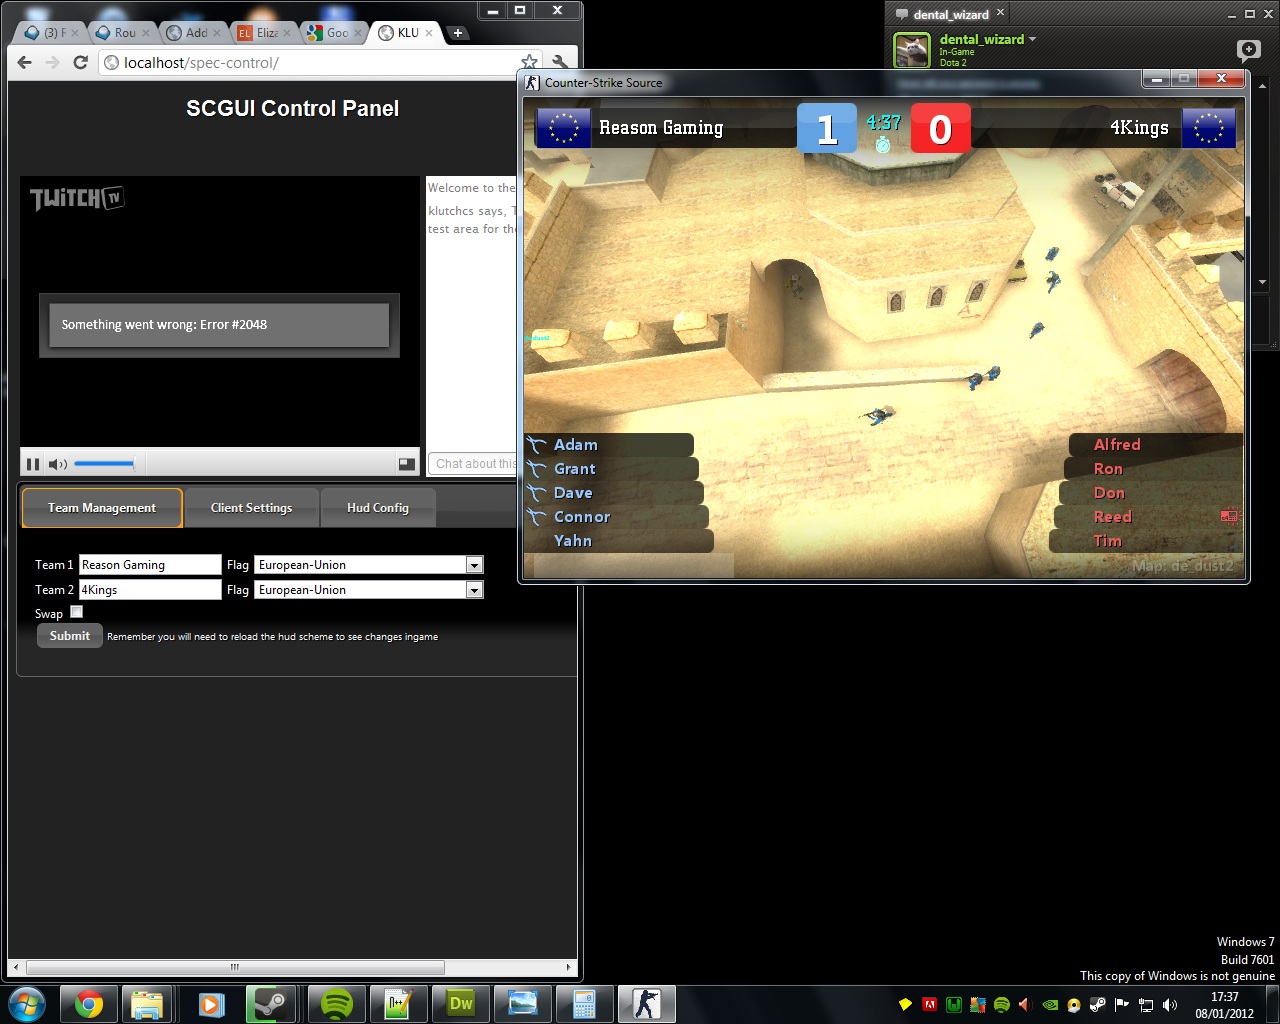 (3) F
Rou
Add
Eliza
Goo
KLU
localhost/spec-control/
SCGUI Control Panel
TWiTCH TV
Something went wrong: Error #2048
Welcome to the
klutchcs says, T
test area for the
Chat about this
Team Management
Client Settings
Hud Config
Team 1
Reason Gaming
Flag
European-Union
Team 2
4Kings
Flag
European-Union
Swap
Submit
Remember you will need to reload the hud scheme to see changes ingame
dental_wizard
dental_wizard
In-Game
Dota 2
Counter-Strike Source
Reason Gaming
1
4:37
0
4Kings
Adam
Grant
Dave
Connor
Yahn
Alfred
Ron
Don
Reed
Tim
Map: de_dust2
Windows 7
Build 7601
This copy of Windows is not genuine
Dw
17:37
08/01/2012